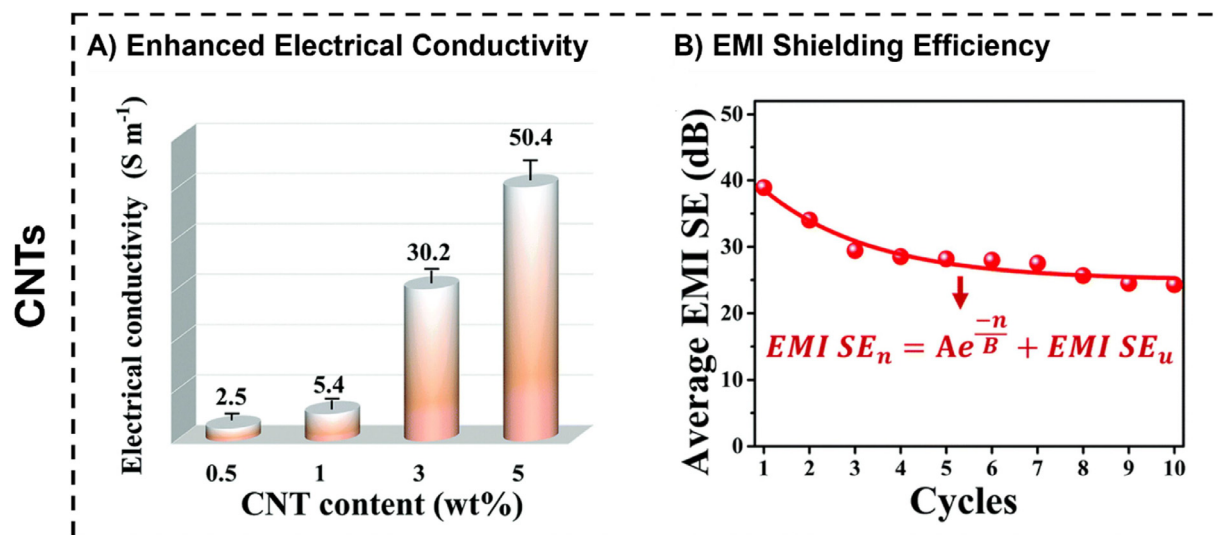 CNTs
A) Enhanced Electrical Conductivity
Electrical conductivity (S m⁻¹)
2.5
5.4
30.2
50.4
0.5 1 3 5
CNT content (wt%)
B) EMI Shielding Efficiency
Average EMI SE (dB)
50
40
30
20
10
0
EMI SEₙ = Ae^(-n/B) + EMI SEᵤ
1 2 3 4 5 6 7 8 9 10
Cycles